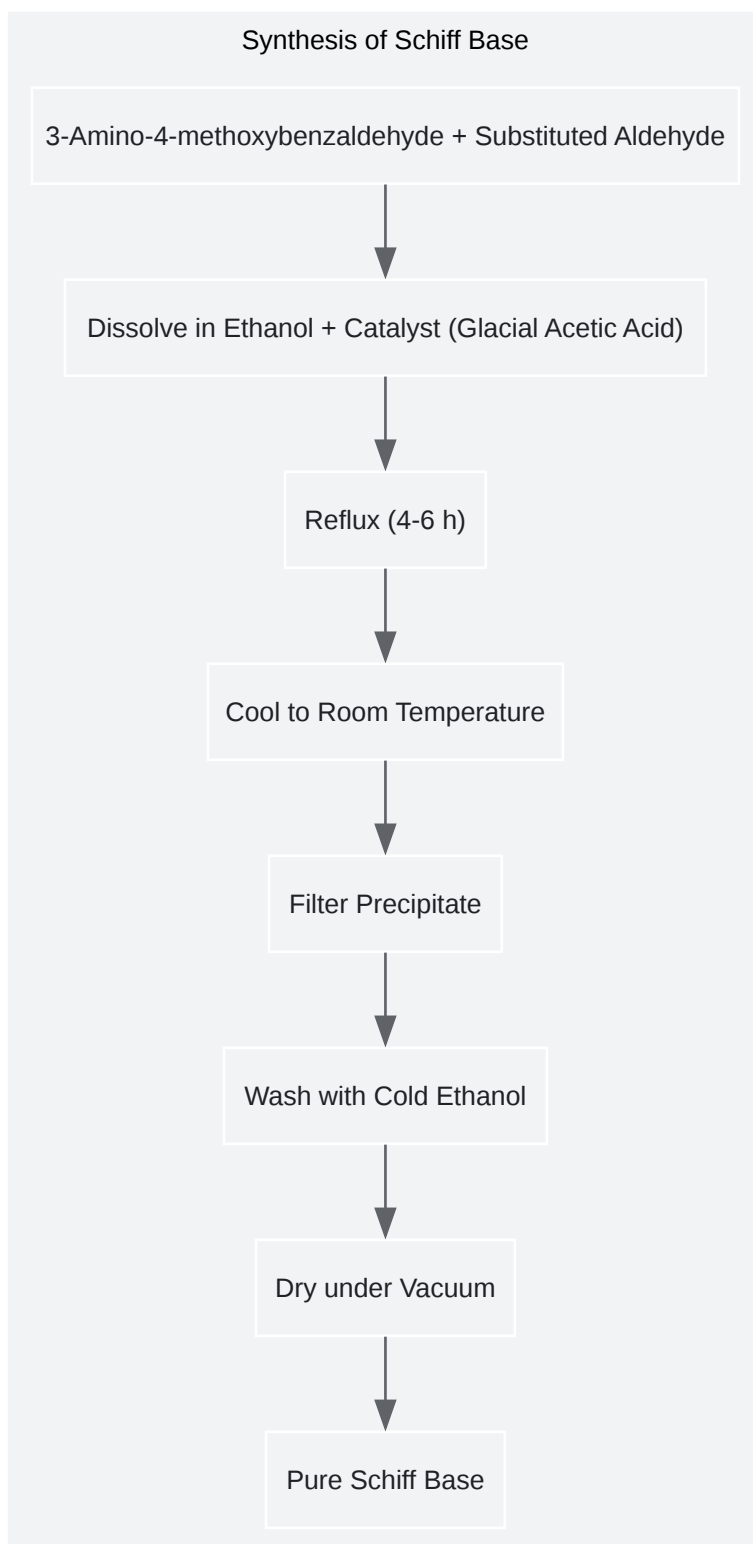 Synthesis of Schiff Base
3-Amino-4-methoxybenzaldehyde + Substituted Aldehyde
Dissolve in Ethanol + Catalyst (Glacial Acetic Acid)
Reflux (4-6 h)
Cool to Room Temperature
Filter Precipitate
Wash with Cold Ethanol
Dry under Vacuum
Pure Schiff Base